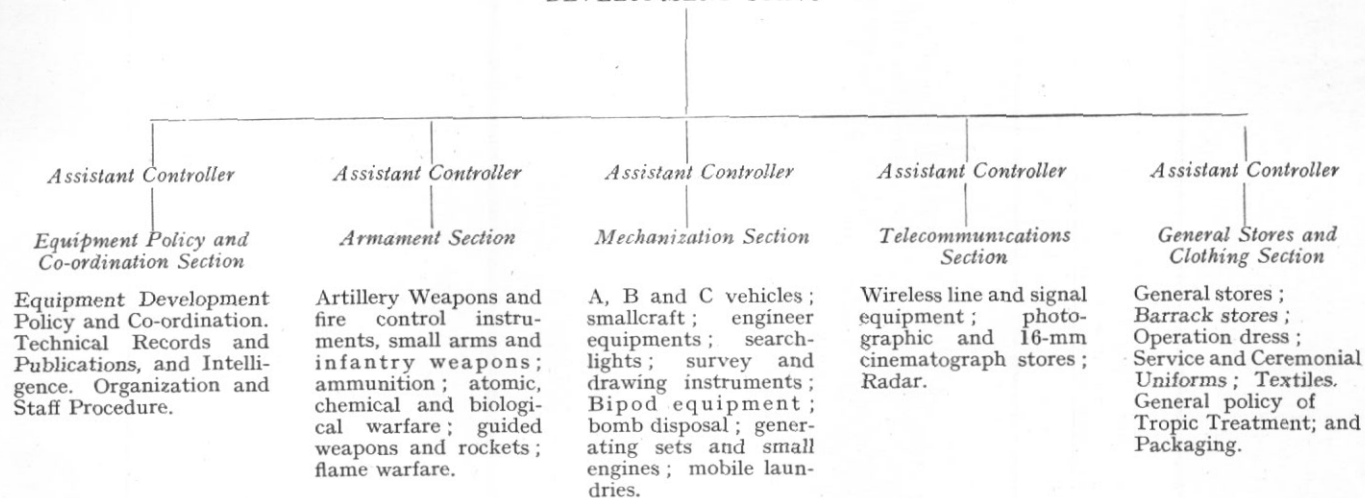 Assistant Controller
Equipment Policy and
Co-ordination Section
Equipment Development
Policy and Co-ordination.
Technical Records and
Publications, and Intelli-
gence. Organization and
Staff Procedure.
Assistant Controller
Armament Section
Artillery Weapons and
fire control instru-
ments, small arms and
infantry weapons ;
ammunition ; atomic,
chemical and biologi-
cal warfare ; guided
weapons and rockets ;
flame warfare.
Assistant Controller
Mechanization Section
A, B and C vehicles ;
smallcraft ; engineer
equipments ; search-
lights ; survey and
drawing instruments ;
Bipod equipment ;
bomb disposal ; gener-
ating sets and small
engines ; mobile laun-
dries.
Assistant Controller
Telecommunications
Section
Wireless line and signal
equipment ; photo-
graphic and 16-mm
cinematograph stores ;
Radar.
Assistant Controller
General Stores and
Clothing Section
General stores ;
Barrack stores ;
Operation dress ;
Service and Ceremonial
Uniforms ; Textiles.
General policy of
Tropic Treatment; and
Packaging.